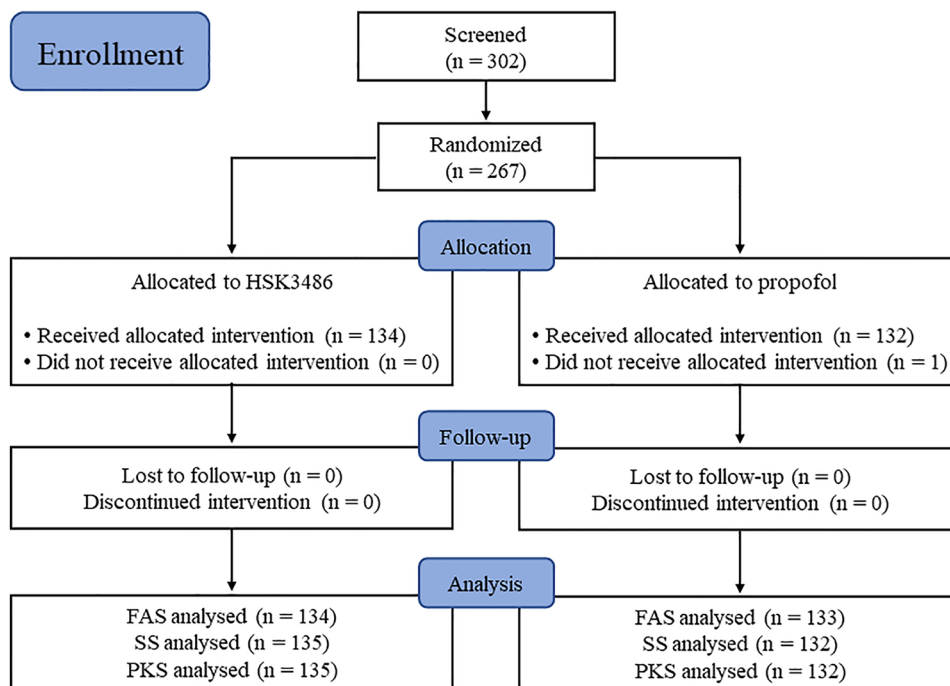 Enrollment
Screened
(n = 302)
Randomized
(n = 267)
Allocation
Allocated to HSK3486
• Received allocated intervention (n = 134)
• Did not receive allocated intervention (n = 0)
Allocated to propofol
• Received allocated intervention (n = 132)
• Did not receive allocated intervention (n = 1)
Follow-up
Lost to follow-up (n = 0)
Discontinued intervention (n = 0)
Lost to follow-up (n = 0)
Discontinued intervention (n = 0)
Analysis
FAS analysed (n = 134)
SS analysed (n = 135)
PKS analysed (n = 135)
FAS analysed (n = 133)
SS analysed (n = 132)
PKS analysed (n = 132)